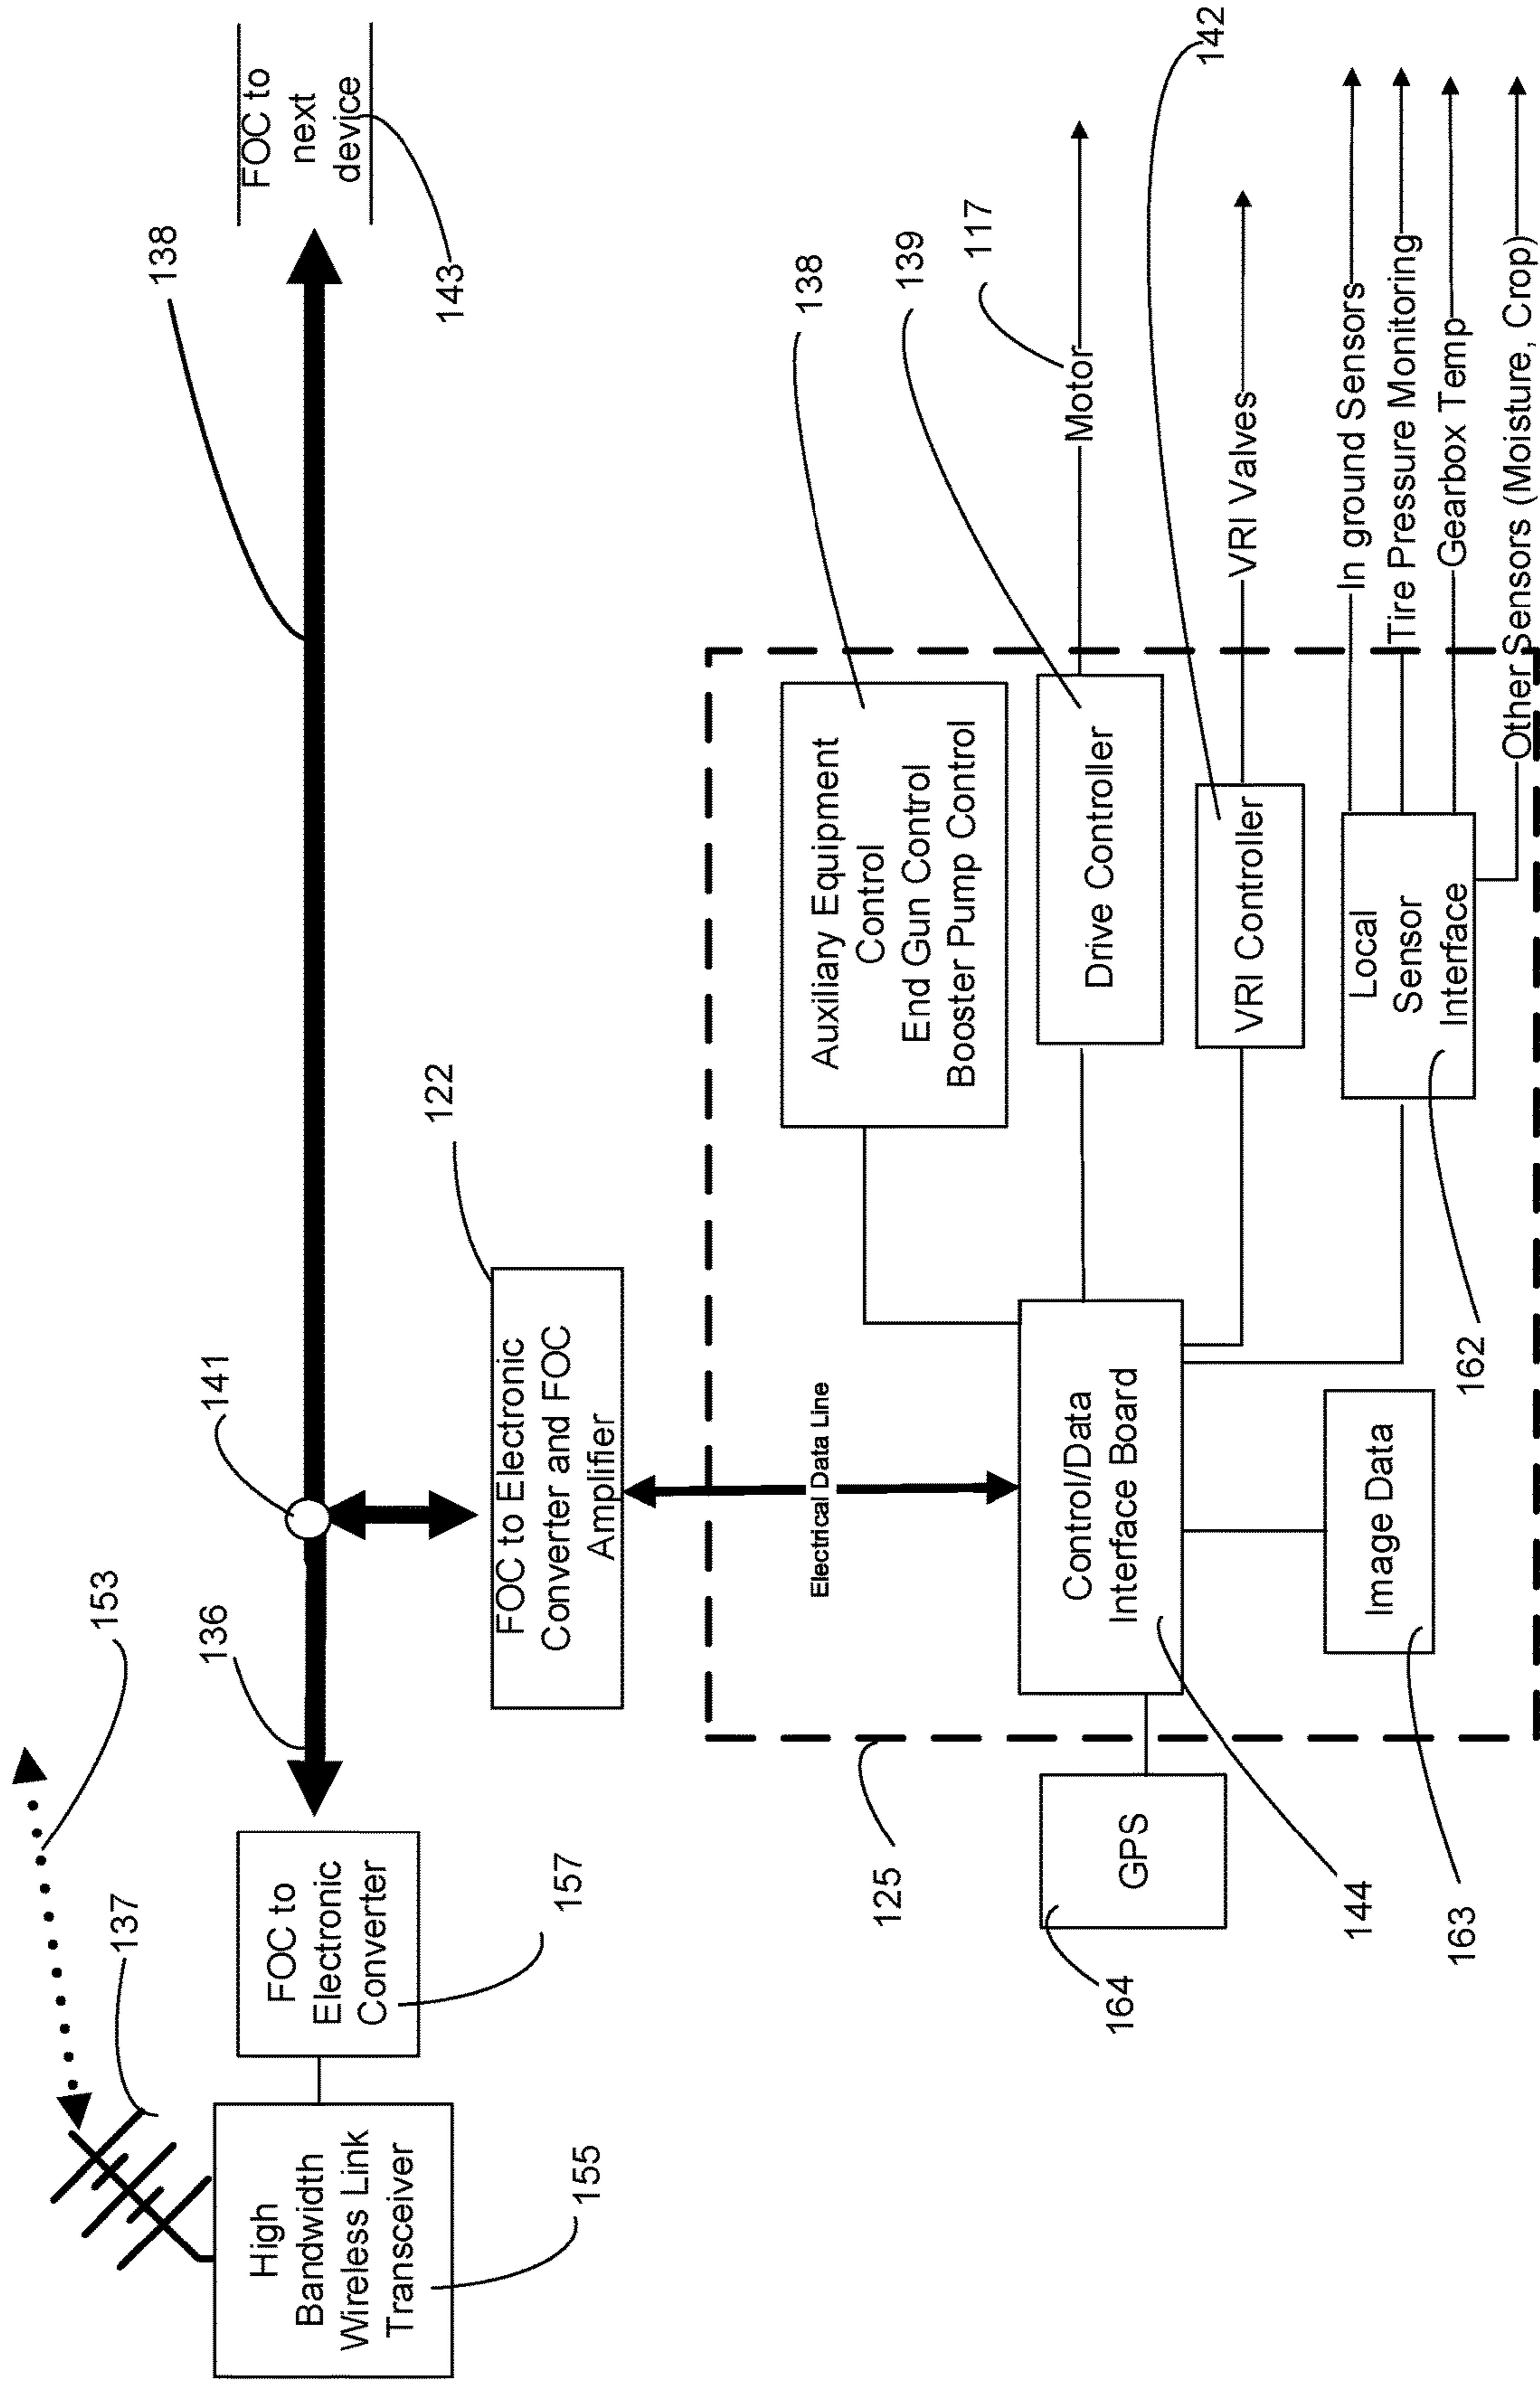 153
137
High
Bandwidth
Wireless Link
Transceiver
155
FOC to
Electronic
Converter
157
136
141
138
FOC to
next
device
143
122
FOC to Electronic
Converter and FOC
Amplifier
125
Electrical Data Line
Auxiliary Equipment
Control
End Gun Control
Booster Pump Control
138
Drive Controller
139
Motor
117
VRI Controller
VRI Valves
142
Control/Data
Interface Board
144
GPS
164
Image Data
163
Local
Sensor
Interface
162
In ground Sensors
Tire Pressure Monitoring
Gearbox Temp
Other Sensors (Moisture, Crop)